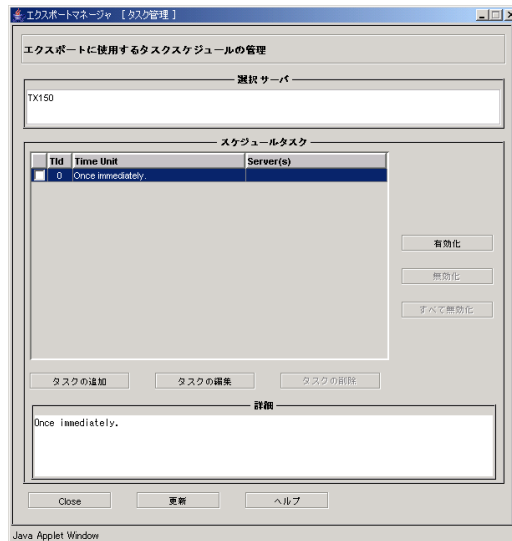 エクスポートマネージャ [タスク管理]
エクスポートに使用するタスクスケジュールの管理
選択サーバ
TX150
スケジュールタスク
TId Time Unit Server(s)
0 Once immediately.
有効化
無効化
すべて無効化
タスクの追加 タスクの編集 タスクの削除
詳細
Once immediately.
Close 更新 ヘルプ
Java Applet Window